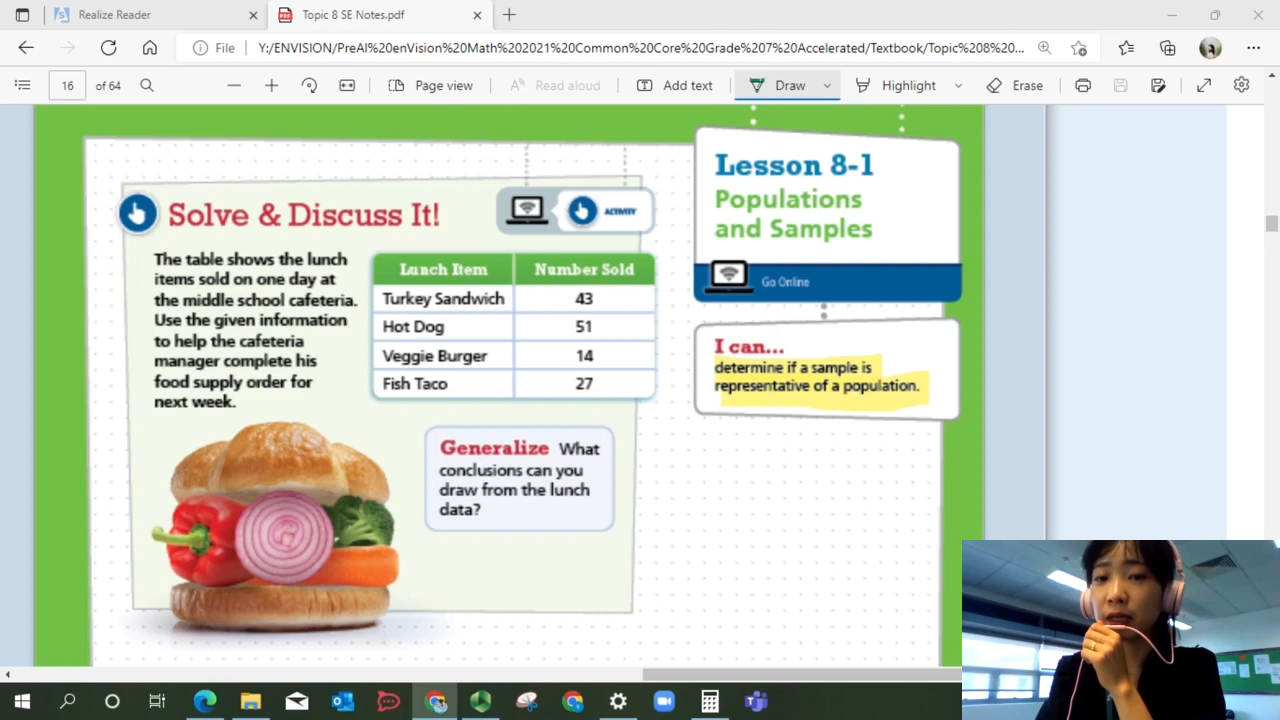 Realize Reader
Topic 8 SE Notes.pdf
File
Y:/ENVISION/PreAI%20enVision%20Math%202021%20Common%20Core%20Grade%207%20Accelerated/Textbook/Topic%208%20...
16 of 64
Page view
Read aloud
Add text
Draw
Highlight
Erase
Solve & Discuss It!
ACTIVITY
The table shows the lunch
items sold on one day at
the middle school cafeteria.
Use the given information
to help the cafeteria
manager complete his
food supply order for
next week.
Lunch Item Number Sold
Turkey Sandwich 43
Hot Dog 51
Veggie Burger 14
Fish Taco 27
Generalize What
conclusions can you
draw from the lunch
data?
Lesson 8-1
Populations
and Samples
Go Online
I can...
determine if a sample is
representative of a population.